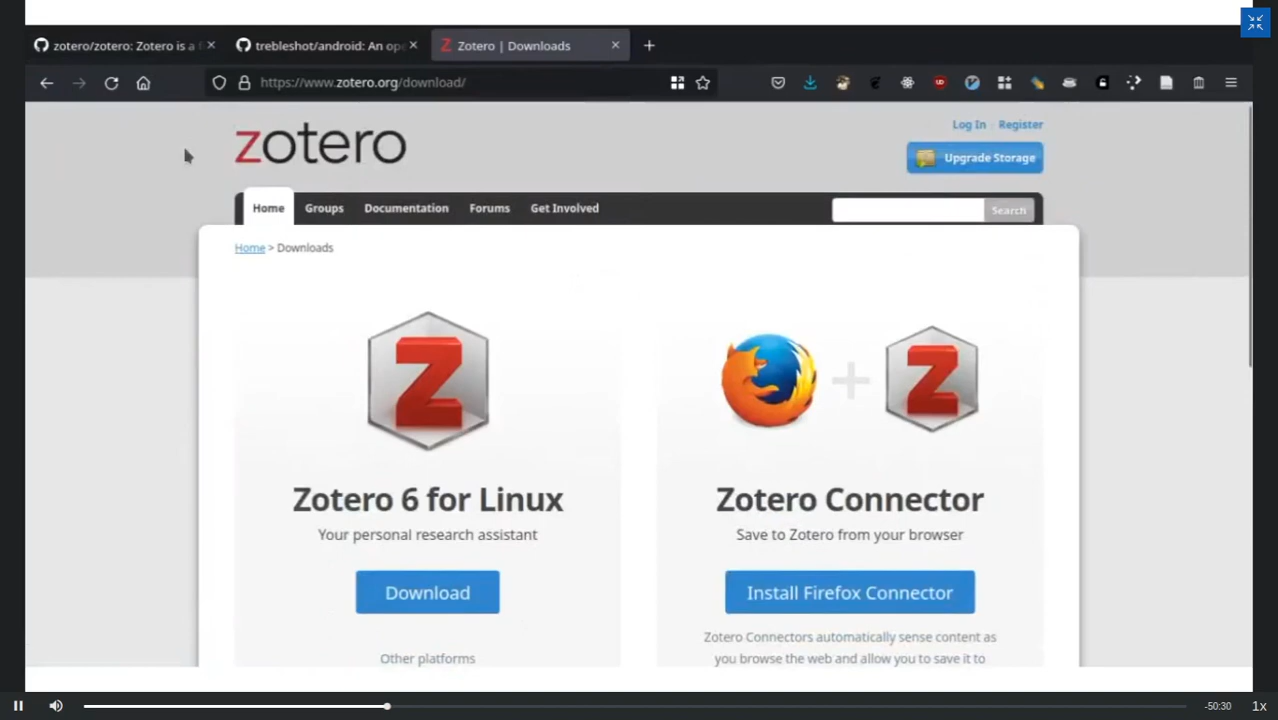 zotero/zotero: Zotero is a f
trebleshot/android: An ope
Zotero | Downloads
https://www.zotero.org/download/
zotero
Log In Register
Upgrade Storage
Home Groups Documentation Forums Get Involved
Search
Home > Downloads
Z
Z
Zotero 6 for Linux
Your personal research assistant
Download
Other platforms
Zotero Connector
Save to Zotero from your browser
Install Firefox Connector
Zotero Connectors automatically sense content as
you browse the web and allow you to save it to
-50:30
1x